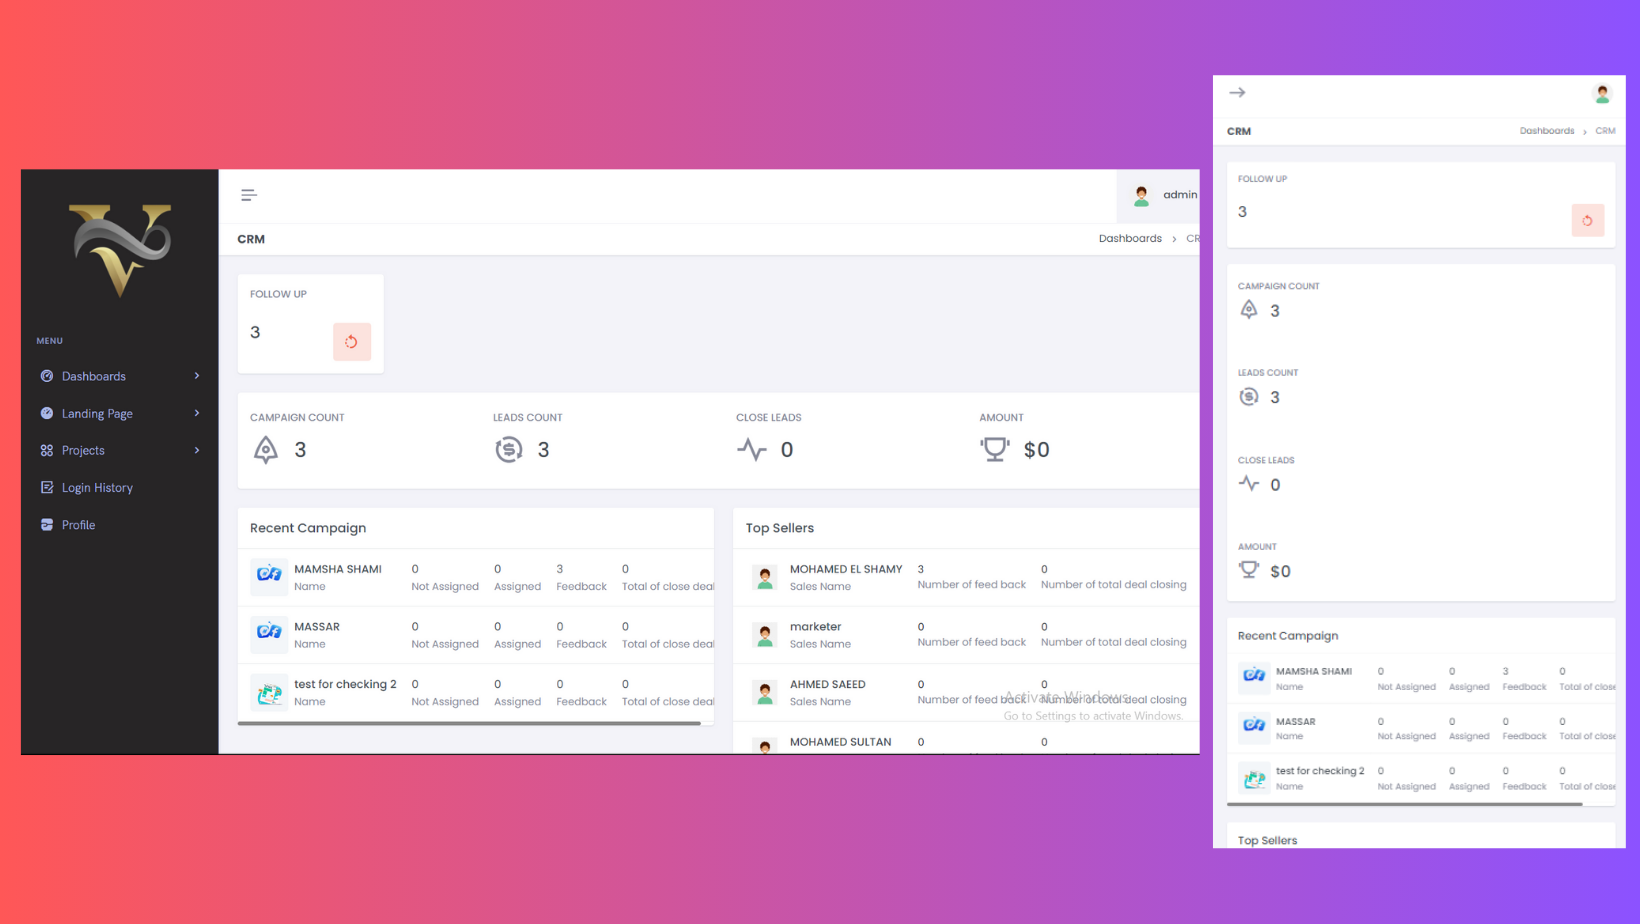 MENU
Dashboards
Landing Page
Projects
Login History
Profile
admin
CRM
Dashboards > CR
FOLLOW UP
3
CAMPAIGN COUNT
3
LEADS COUNT
3
CLOSE LEADS
0
AMOUNT
$0
Recent Campaign
MAMSHA SHAMI 0 0 3 0
Name Not Assigned Assigned Feedback Total of close deal
MASSAR 0 0 0 0
Name Not Assigned Assigned Feedback Total of close deal
test for checking 2 0 0 0 0
Name Not Assigned Assigned Feedback Total of close deal
Top Sellers
MOHAMED EL SHAMY 3 0
Sales Name Number of feed back Number of total deal closing
marketer 0 0
Sales Name Number of feed back Number of total deal closing
AHMED SAEED 0 0
Sales Name Number of feed back Number of total deal closing
Activate Windows
Go to Settings to activate Windows.
MOHAMED SULTAN 0 0
CRM
Dashboards > CRM
FOLLOW UP
3
CAMPAIGN COUNT
3
LEADS COUNT
3
CLOSE LEADS
0
AMOUNT
$0
Recent Campaign
MAMSHA SHAMI 0 0 3 0
Name Not Assigned Assigned Feedback Total of close
MASSAR 0 0 0 0
Name Not Assigned Assigned Feedback Total of close
test for checking 2 0 0 0 0
Name Not Assigned Assigned Feedback Total of close
Top Sellers